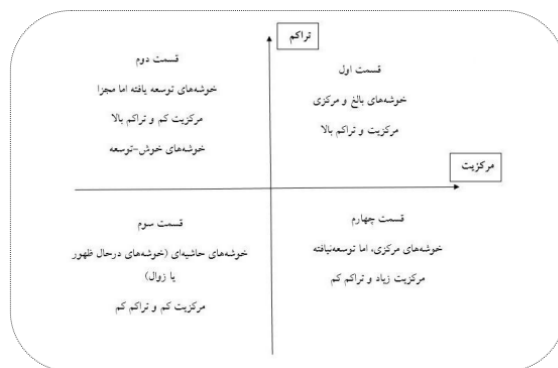 تراکم
قسمت دوم
خوشه‌های توسعه یافته اما مجزا
مرکزیت کم و تراکم بالا
خوشه‌های خوش-توسعه
قسمت اول
خوشه‌های بالغ و مرکزی
مرکزیت و تراکم بالا
مرکزیت
قسمت سوم
خوشه‌های حاشیه‌ای (خوشه‌های درحال ظهور
یا زوال)
مرکزیت کم و تراکم کم
قسمت چهارم
خوشه‌های مرکزی، اما توسعه‌نیافته
مرکزیت زیاد و تراکم کم